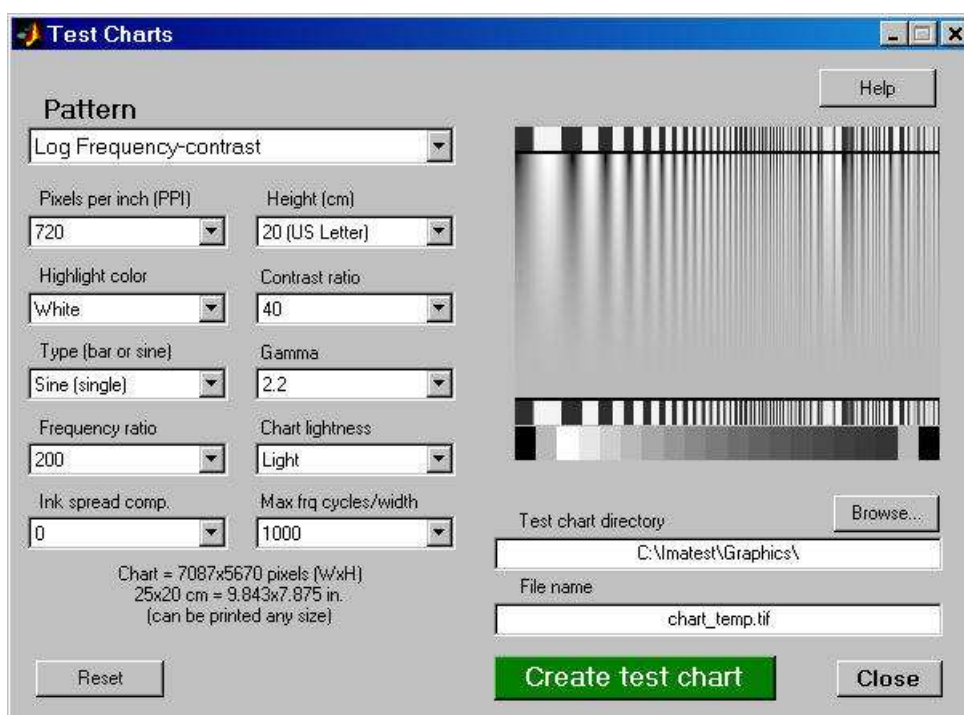 Test Charts
Help
Pattern
Log Frequency-contrast
Pixels per inch (PPI)
Height (cm)
720
20 (US Letter)
Highlight color
Contrast ratio
White
40
Type (bar or sine)
Gamma
Sine (single)
2.2
Frequency ratio
Chart lightness
200
Light
Ink spread comp.
Max frq cycles/width
0
1000
Chart = 7087x5670 pixels (WxH)
25x20 cm = 9.843x7.875 in.
(can be printed any size)
Test chart directory
Browse...
C:\Imatest\Graphics\
File name
chart_temp.tif
Reset
Create test chart
Close